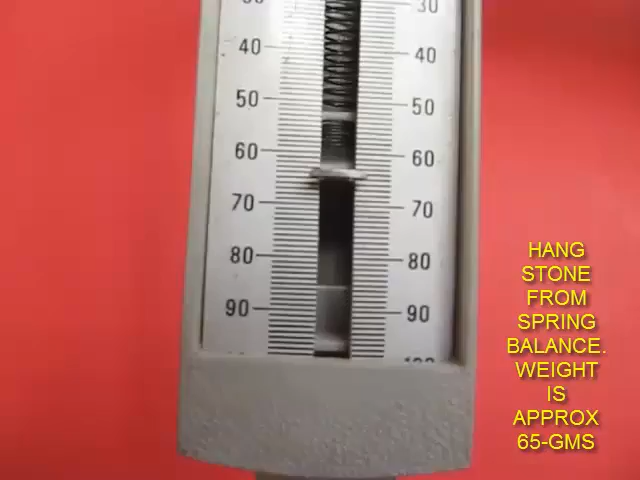 30 30
40 40
50 50
60 60
70 70
80 80
90 90
100
HANG
STONE
FROM
SPRING
BALANCE.
WEIGHT
IS
APPROX
65-GMS